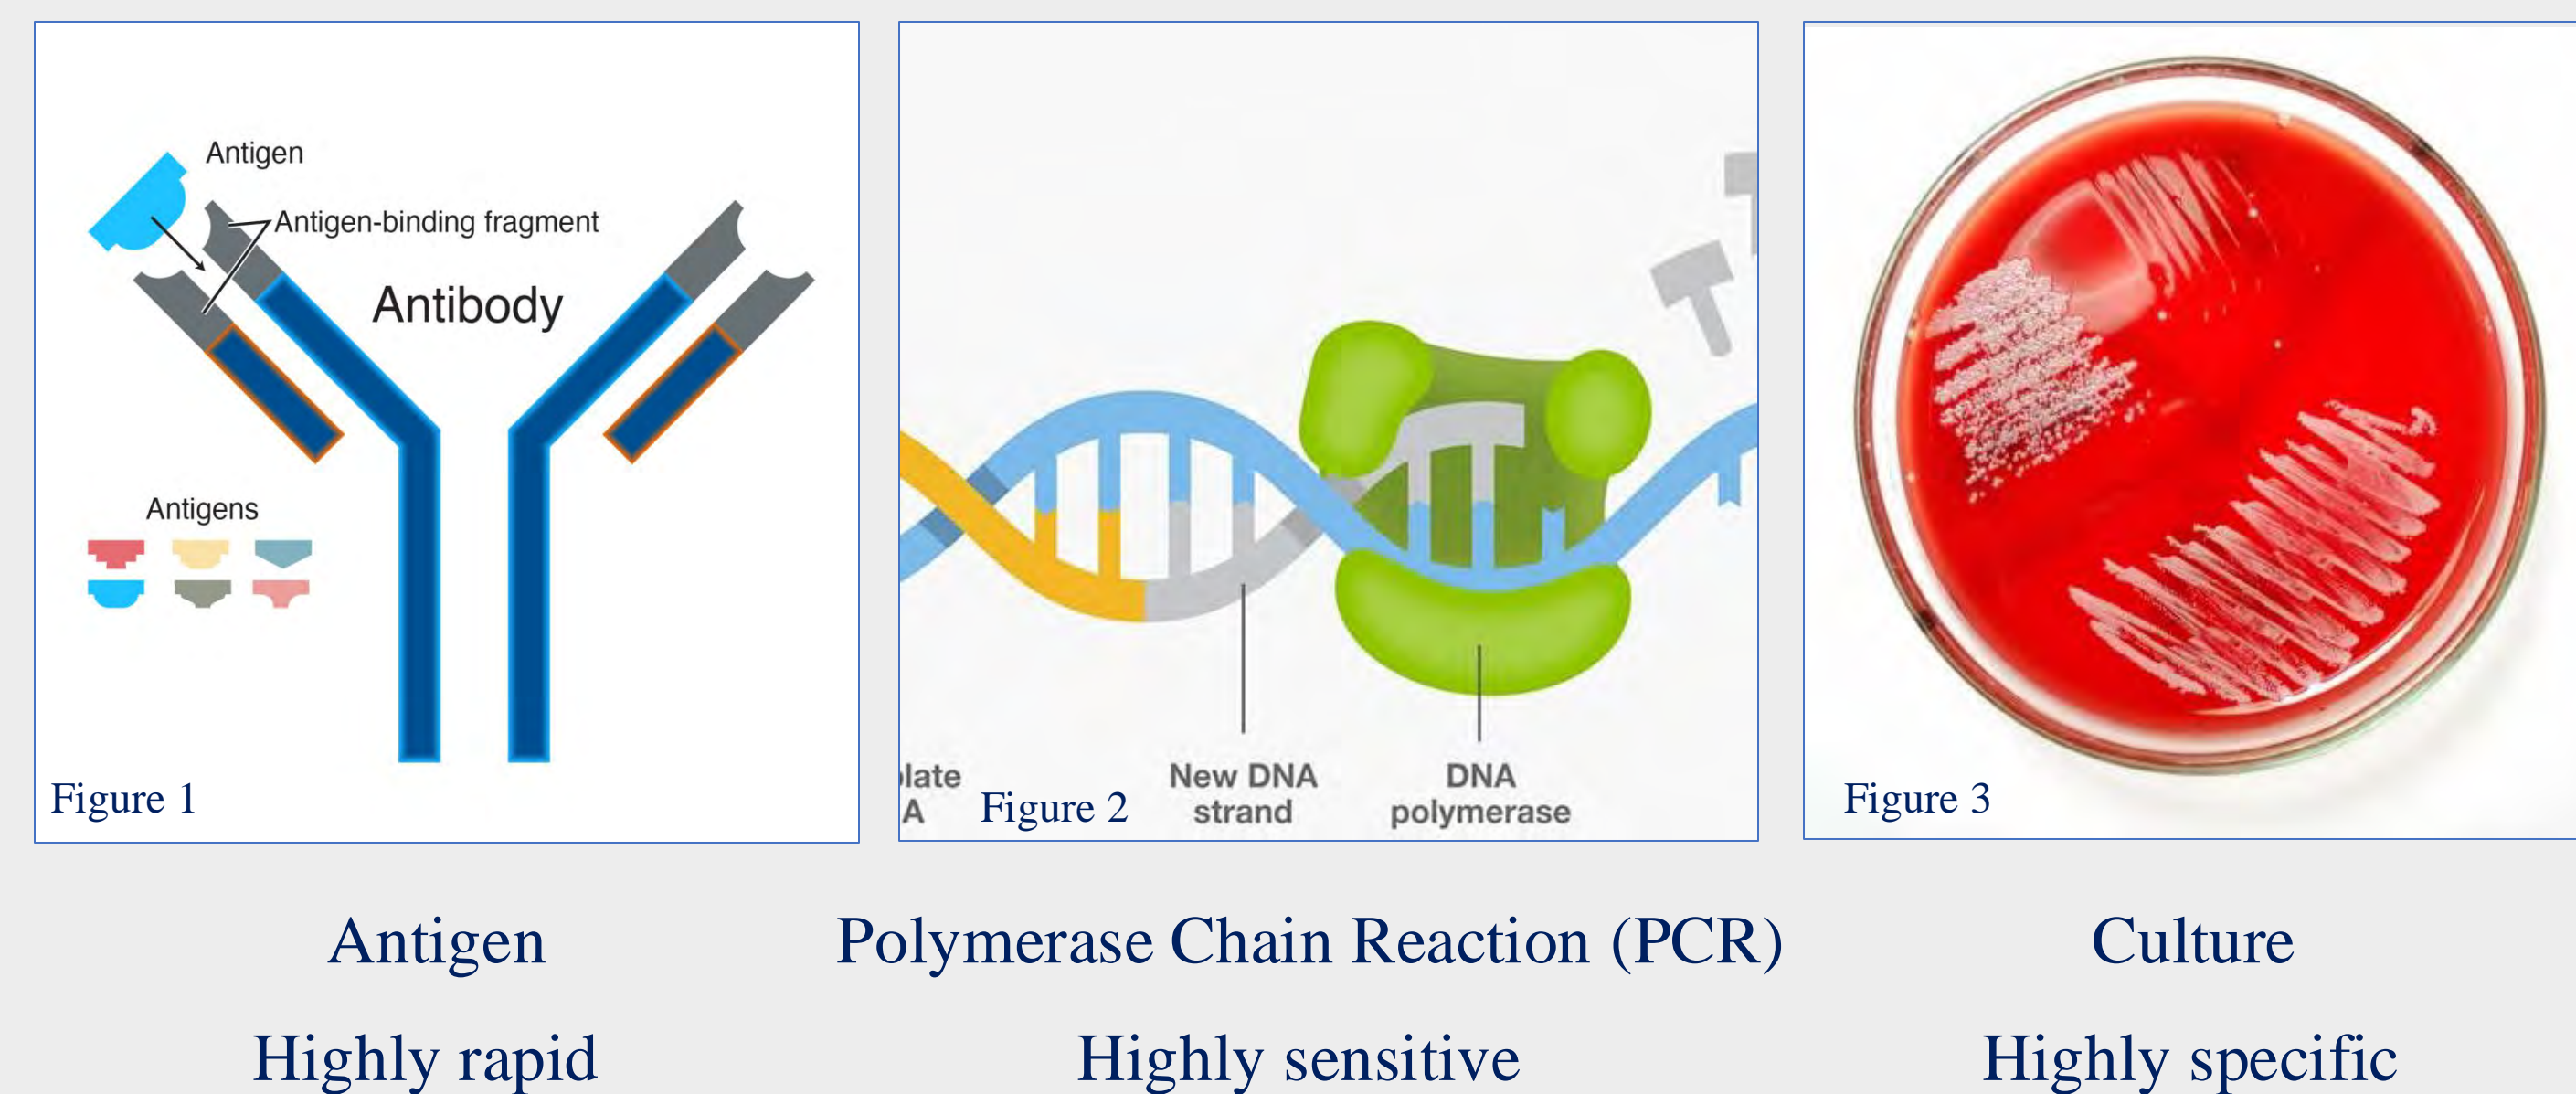 Antigen
Antigen-binding fragment
Antibody
Antigens
Figure 1
late
A
New DNA
strand
DNA
polymerase
Figure 2
Figure 3
Antigen
Polymerase Chain Reaction (PCR)
Culture
Highly rapid
Highly sensitive
Highly specific